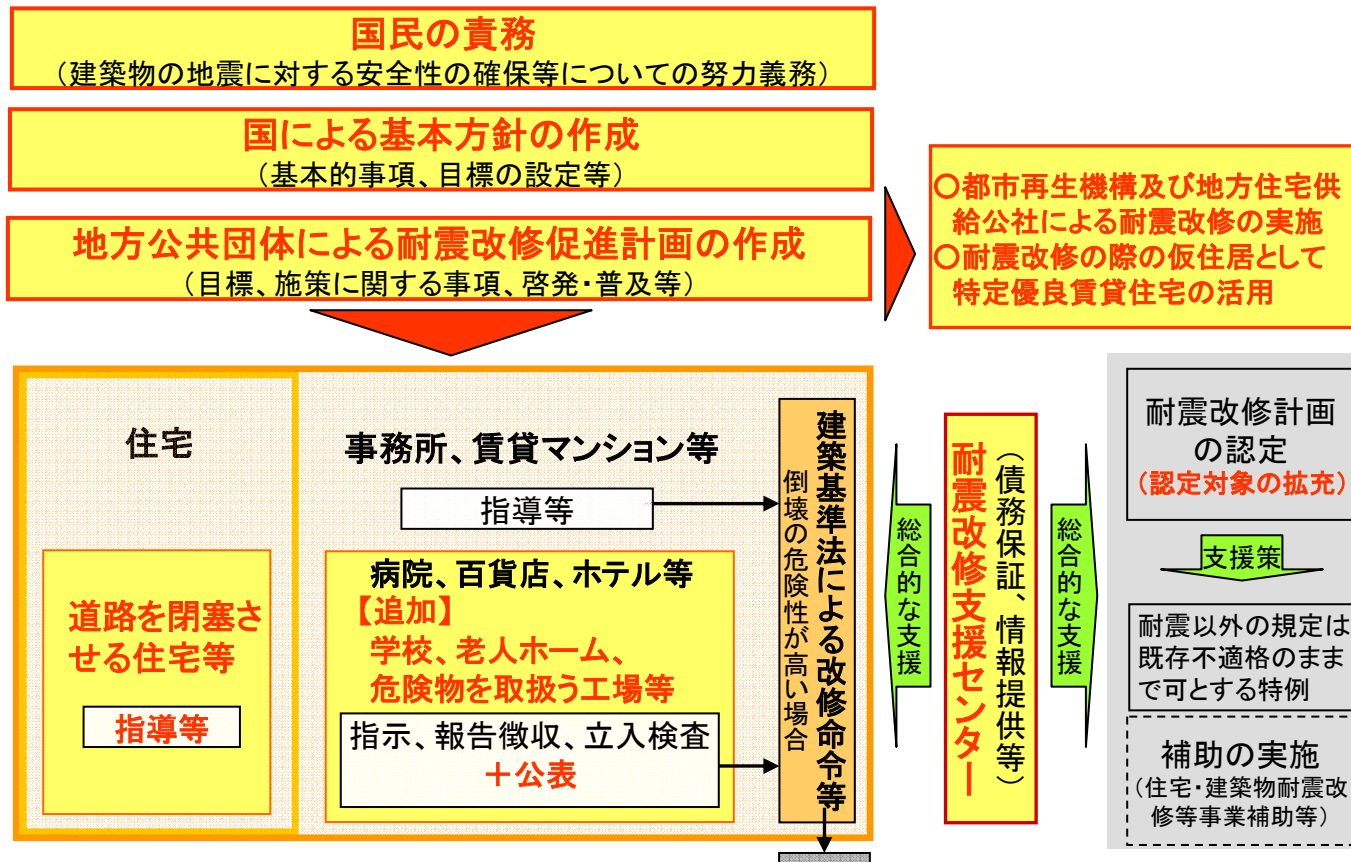 国民の責務
（建築物の地震に対する安全性の確保等についての努力義務）
国による基本方針の作成
（基本的事項、目標の設定等）
地方公共団体による耐震改修促進計画の作成
（目標、施策に関する事項、啓発・普及等）
○都市再生機構及び地方住宅供
給公社による耐震改修の実施
○耐震改修の際の仮住居として
特定優良賃貸住宅の活用
住宅
道路を閉塞さ
せる住宅等
指導等
事務所、賃貸マンション等
指導等
病院、百貨店、ホテル等
【追加】
学校、老人ホーム、
危険物を取扱う工場等
指示、報告徴収、立入検査
＋公表
建築基準法による改修命令等
倒壊の危険性が高い場合
総合的な支援
（債務保証、情報提供等）
耐震改修支援センター
総合的な支援
耐震改修計画
の認定
（認定対象の拡充）
支援策
耐震以外の規定は
既存不適格のまま
で可とする特例
補助の実施
（住宅・建築物耐震改
修等事業補助等）